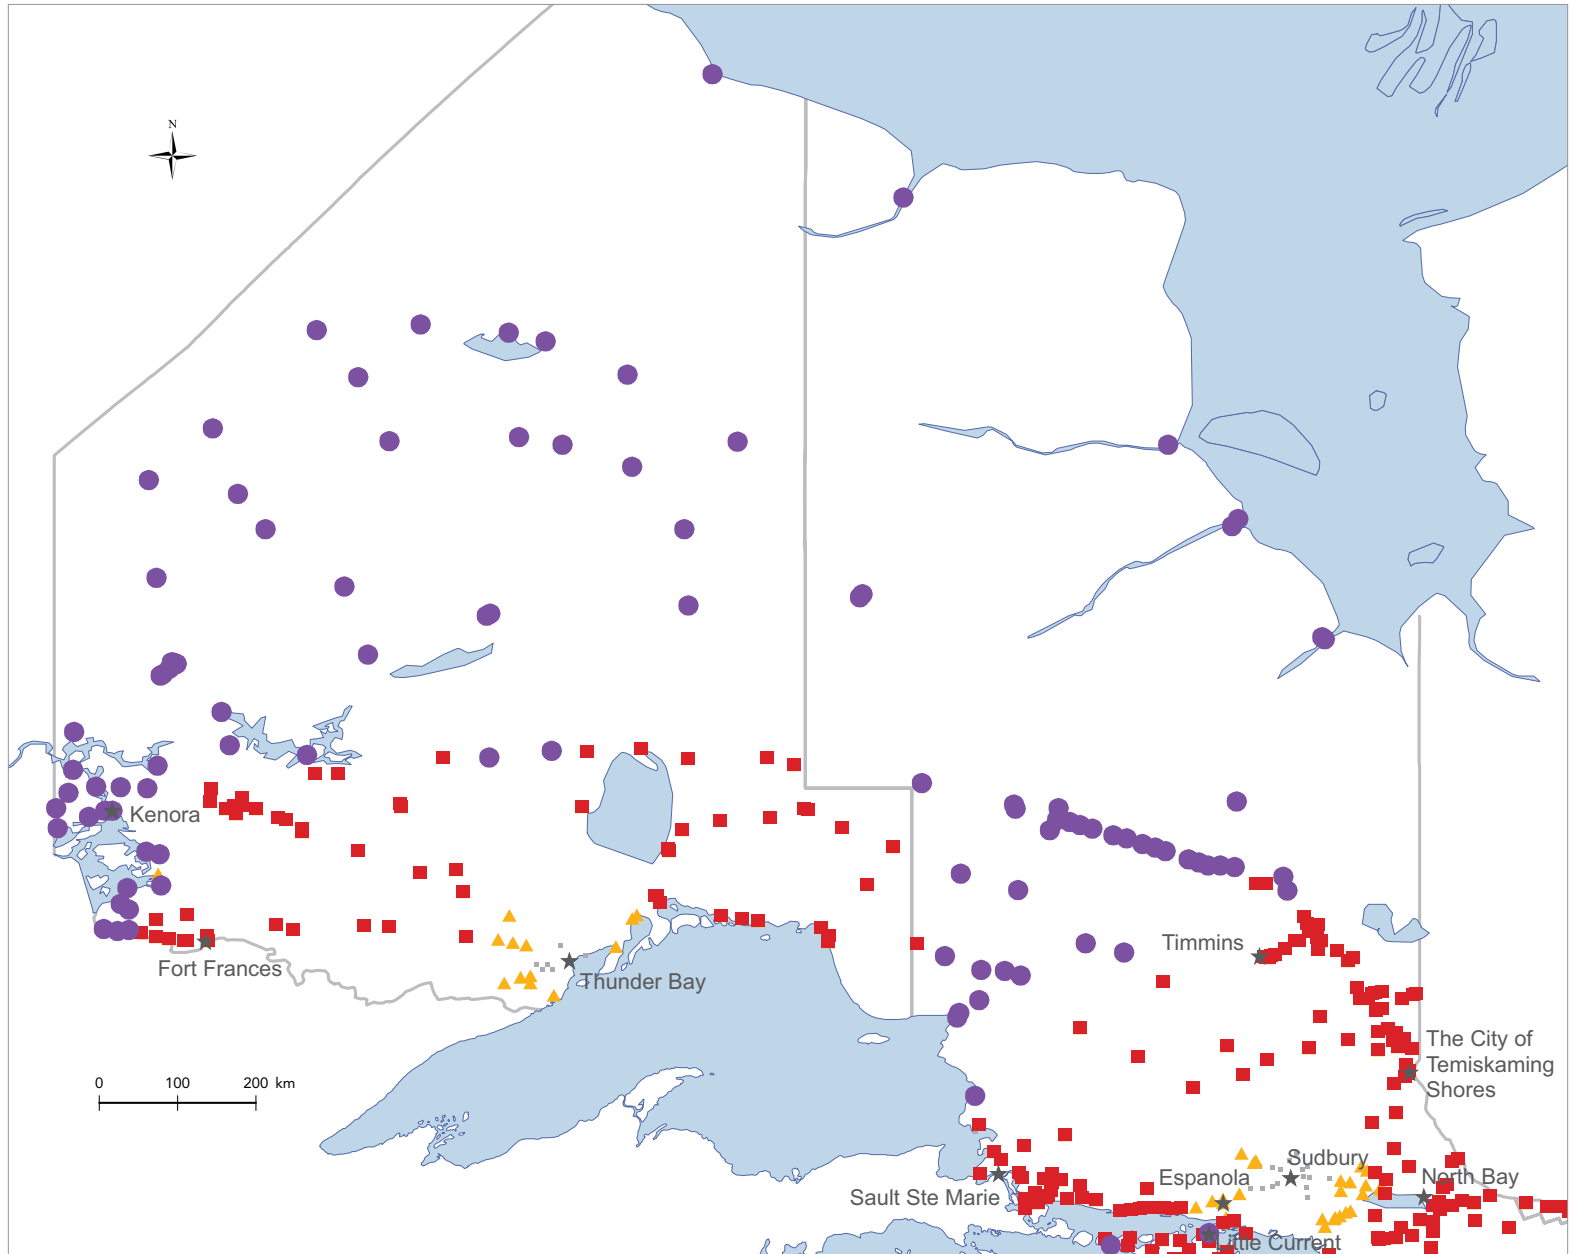 N
Kenora
Timmins
Fort Frances
Thunder Bay
The City of
Temiskaming
Shores
0 100 200 km
Sudbury
Espanola
North Bay
Sault Ste Marie
Little Current